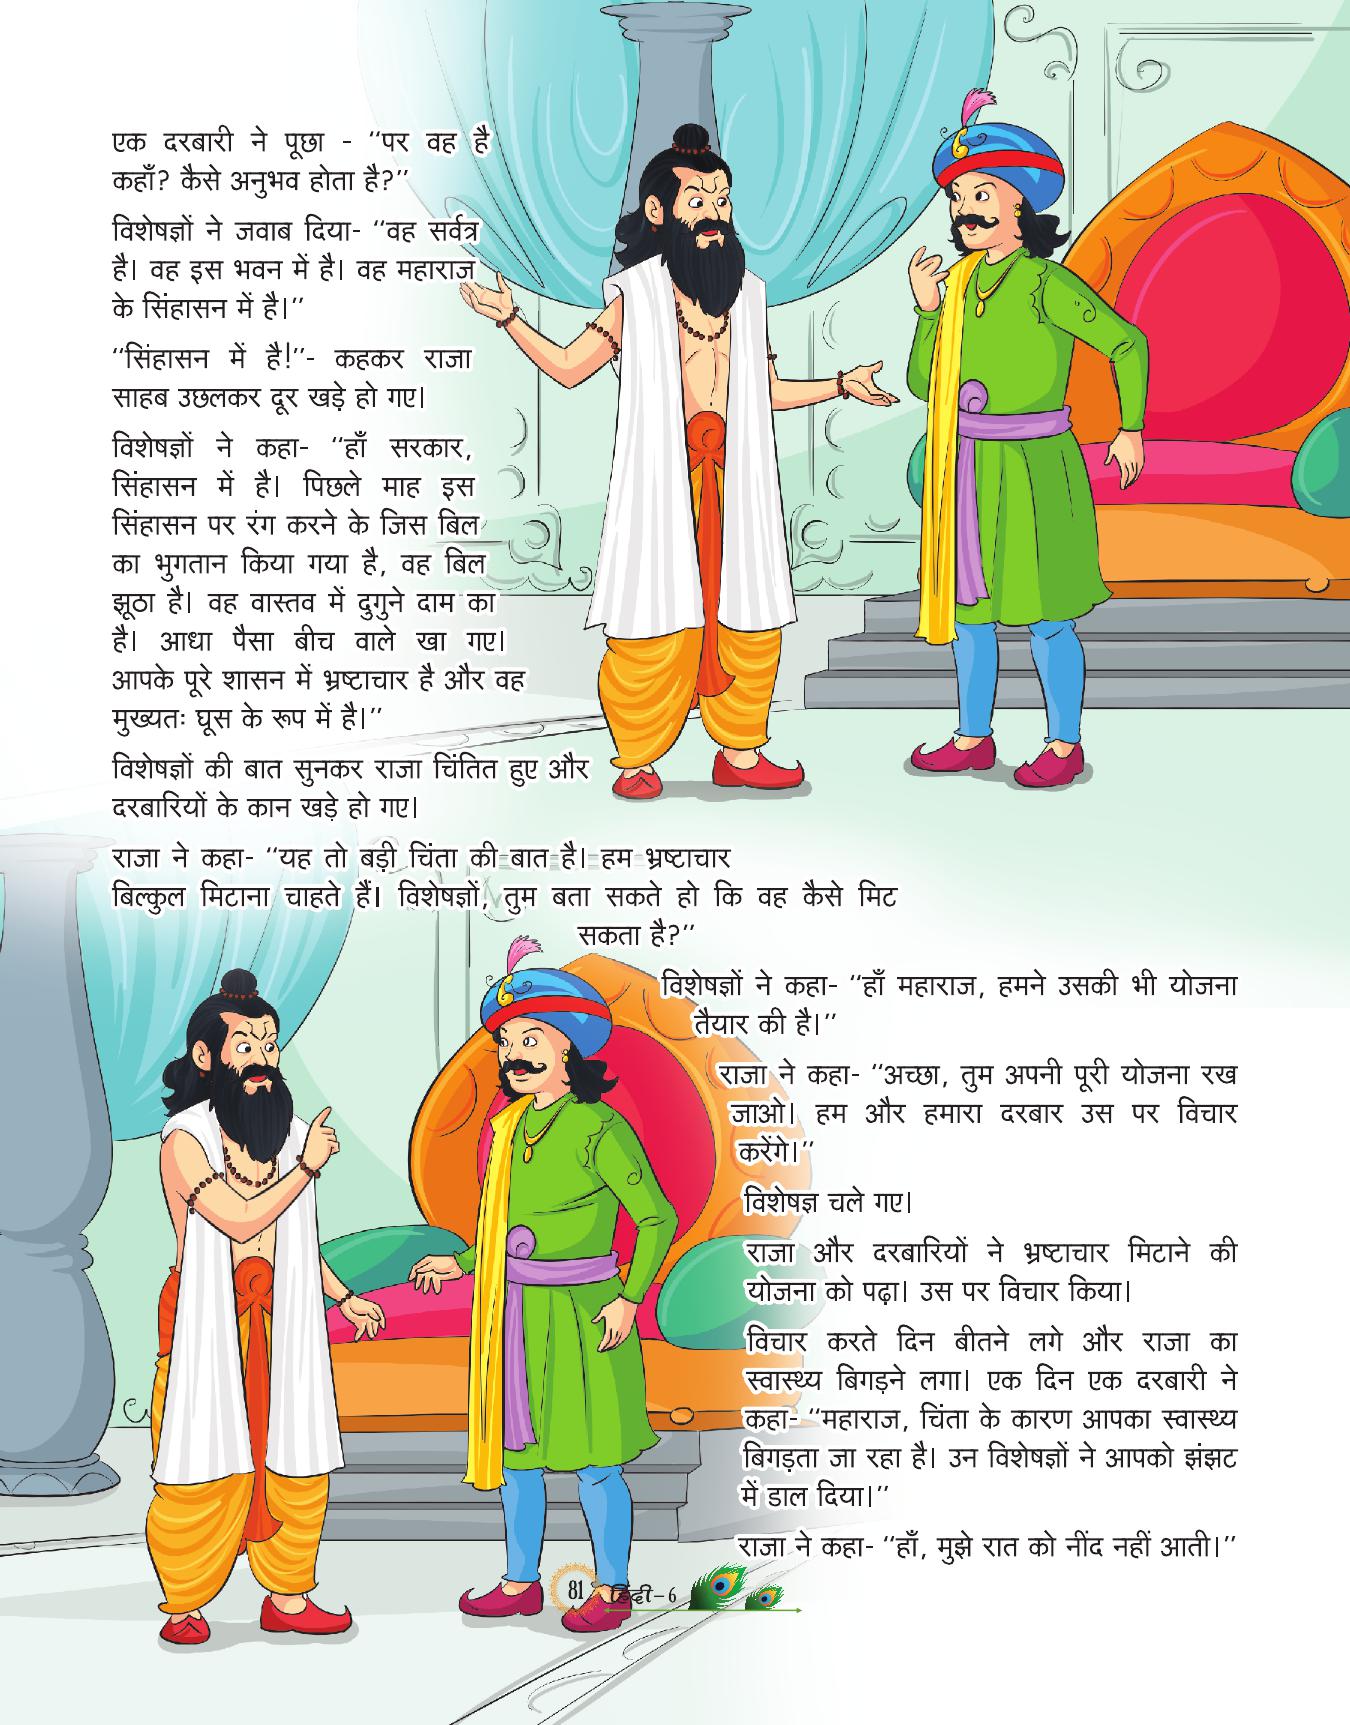 एक दरबारी ने पूछा - ‘‘पर वह है
कहाँ? कैसे अनुभव होता है?’’
विशेषज्ञों ने जवाब दिया- ‘‘वह सर्वत्र
है। वह इस भवन में है। वह महाराज
के सिंहासन में है।’’
‘‘सिंहासन में है!’’- कहकर राजा
साहब उछलकर दूर खड़े हो गए।
विशेषज्ञों ने कहा- ‘‘हाँ सरकार,
सिंहासन में है। पिछले माह इस
सिंहासन पर रंग करने के जिस बिल
का भुगतान किया गया है, वह बिल
झूठा है। वह वास्तव में दुगुने दाम का
है। आधा पैसा बीच वाले खा गए।
आपके पूरे शासन में भ्रष्टाचार है और वह
मुख्यतः घूस के रूप में है।’’
विशेषज्ञों की बात सुनकर राजा चिंतित हुए और
दरबारियों के कान खड़े हो गए।
राजा ने कहा- ‘‘यह तो बड़ी चिंता की बात है। हम भ्रष्टाचार
बिल्कुल मिटाना चाहते हैं। विशेषज्ञों, तुम बता सकते हो कि वह कैसे मिट
सकता है?’’
विशेषज्ञों ने कहा- ‘‘हाँ महाराज, हमने उसकी भी योजना
तैयार की है।’’
राजा ने कहा- ‘‘अच्छा, तुम अपनी पूरी योजना रख
जाओ। हम और हमारा दरबार उस पर विचार
करेंगे।’’
विशेषज्ञ चले गए।
राजा और दरबारियों ने भ्रष्टाचार मिटाने की
योजना को पढ़ा। उस पर विचार किया।
विचार करते दिन बीतने लगे और राजा का
स्वास्थ्य बिगड़ने लगा। एक दिन एक दरबारी ने
कहा- ‘‘महाराज, चिंता के कारण आपका स्वास्थ्य
बिगड़ता जा रहा है। उन विशेषज्ञों ने आपको झंझट
में डाल दिया।’’
राजा ने कहा- ‘‘हाँ, मुझे रात को नींद नहीं आती।’’
81 हिंदी–6